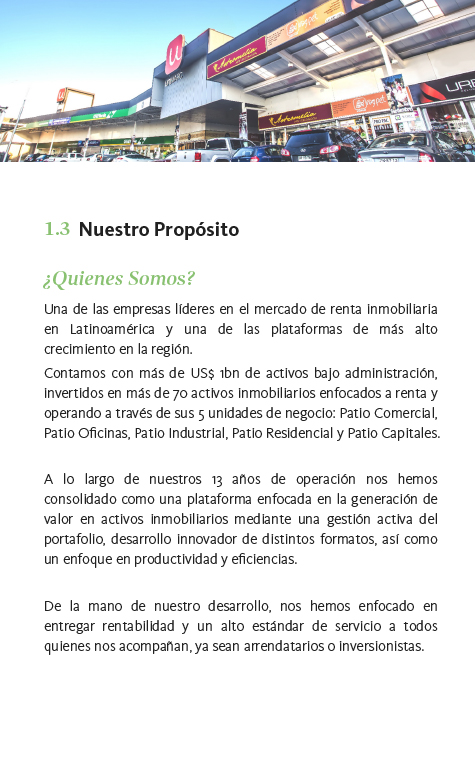 1.3 Nuestro Propósito
¿Quienes Somos?
Una de las empresas líderes en el mercado de renta inmobiliaria
en Latinoamérica y una de las plataformas de más alto
crecimiento en la región.
Contamos con más de US$ 1bn de activos bajo administración,
invertidos en más de 70 activos inmobiliarios enfocados a renta y
operando a través de sus 5 unidades de negocio: Patio Comercial,
Patio Oficinas, Patio Industrial, Patio Residencial y Patio Capitales.
A lo largo de nuestros 13 años de operación nos hemos
consolidado como una plataforma enfocada en la generación de
valor en activos inmobiliarios mediante una gestión activa del
portafolio, desarrollo innovador de distintos formatos, así como
un enfoque en productividad y eficiencias.
De la mano de nuestro desarrollo, nos hemos enfocado en
entregar rentabilidad y un alto estándar de servicio a todos
quienes nos acompañan, ya sean arrendatarios o inversionistas.